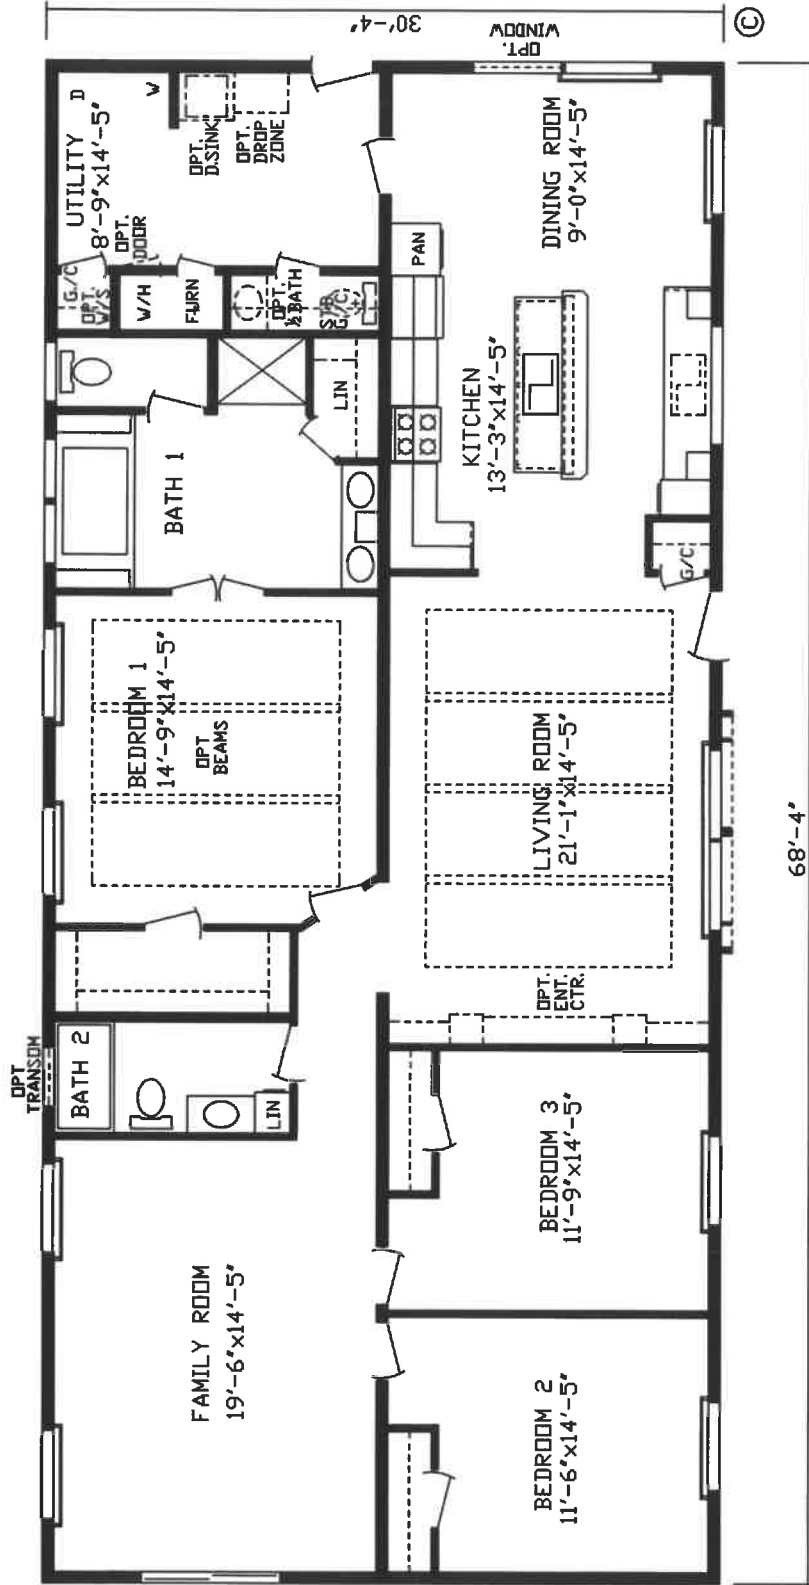 30'-4"
OPT.
WINDOW
Ⓒ
UTILITY
8'-9"x14'-5"
D
W
OPT.
D.SINK
OPT.
DROP
ZONE
OPT.
DOOR
G./C
OPT.
W/S
W/H
FURN
OPT.
½ BATH
G./C.
PAN
DINING ROOM
9'-0"x14'-5"
KITCHEN
13'-3"x14'-5"
LIN
BATH 1
G/C
BEDROOM 1
14'-9"x14'-5"
OPT
BEAMS
LIVING ROOM
21'-1"x14'-5"
OPT.
ENT.
CTR.
68'-4"
OPT
TRANSOM
BATH 2
LIN
BEDROOM 3
11'-9"x14'-5"
FAMILY ROOM
19'-6"x14'-5"
BEDROOM 2
11'-6"x14'-5"